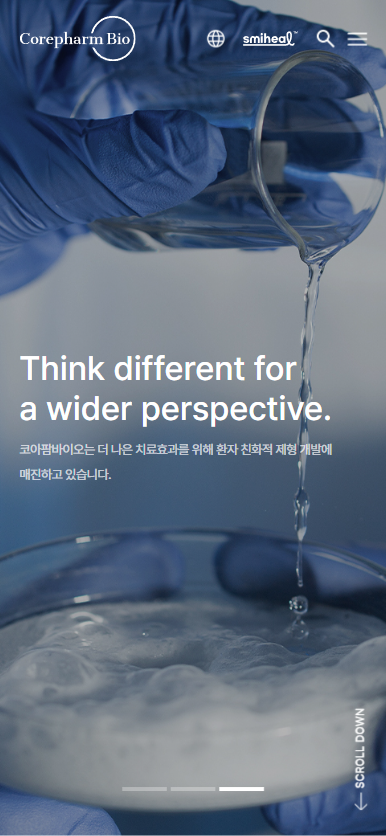 Corepharm Bio
smiheal™
Think different for
a wider perspective.
코아팜바이오는 더 나은 치료효과를 위해 환자 친화적 제형 개발에
매진하고 있습니다.
SCROLL DOWN